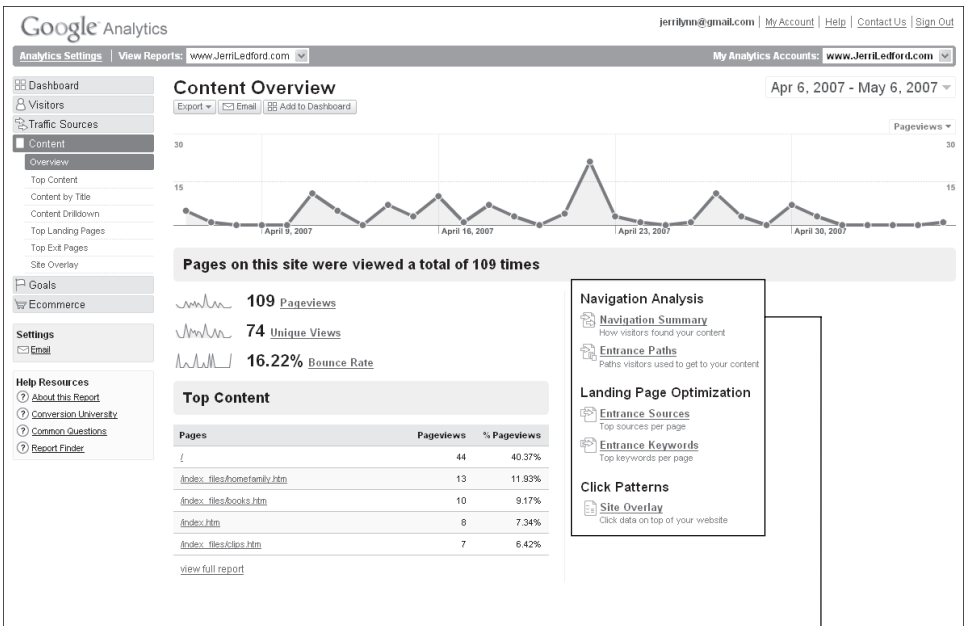 Google Analytics
jerrilynn@gmail.com | My Account | Help | Contact Us | Sign Out
Analytics Settings | View Reports: www.JerriLedford.com
My Analytics Accounts: www.JerriLedford.com
Dashboard
Visitors
Traffic Sources
Content
Overview
Top Content
Content by Title
Content Drilldown
Top Landing Pages
Top Exit Pages
Site Overlay
Goals
Ecommerce
Settings
Email
Help Resources
About this Report
Conversion University
Common Questions
Report Finder
Content Overview
Apr 6, 2007 - May 6, 2007
Export
Email
Add to Dashboard
Pageviews
30
30
15
15
April 9, 2007
April 16, 2007
April 23, 2007
April 30, 2007
Pages on this site were viewed a total of 109 times
109 Pageviews
74 Unique Views
16.22% Bounce Rate
Top Content
Pages Pageviews % Pageviews
/ 44 40.37%
/index_files/homefamily.htm 13 11.93%
/index_files/books.htm 10 9.17%
/index.htm 8 7.34%
/index_files/clips.htm 7 6.42%
view full report
Navigation Analysis
Navigation Summary
How visitors found your content
Entrance Paths
Paths visitors used to get to your content
Landing Page Optimization
Entrance Sources
Top sources per page
Entrance Keywords
Top keywords per page
Click Patterns
Site Overlay
Click data on top of your website